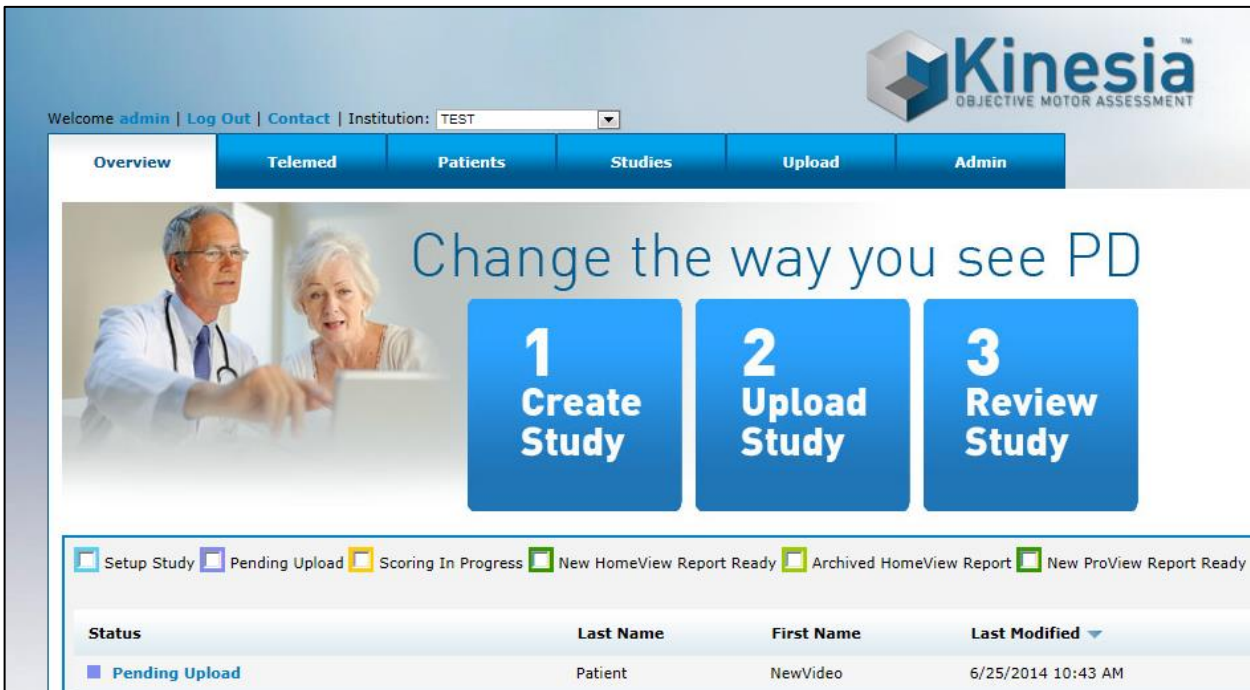 Kinesia™
OBJECTIVE MOTOR ASSESSMENT
Welcome admin | Log Out | Contact | Institution: TEST
Overview Telemed Patients Studies Upload Admin
Change the way you see PD
1 2 3
Create Upload Review
Study Study Study
Setup Study Pending Upload Scoring In Progress New HomeView Report Ready Archived HomeView Report New ProView Report Ready
Status Last Name First Name Last Modified
Pending Upload Patient NewVideo 6/25/2014 10:43 AM